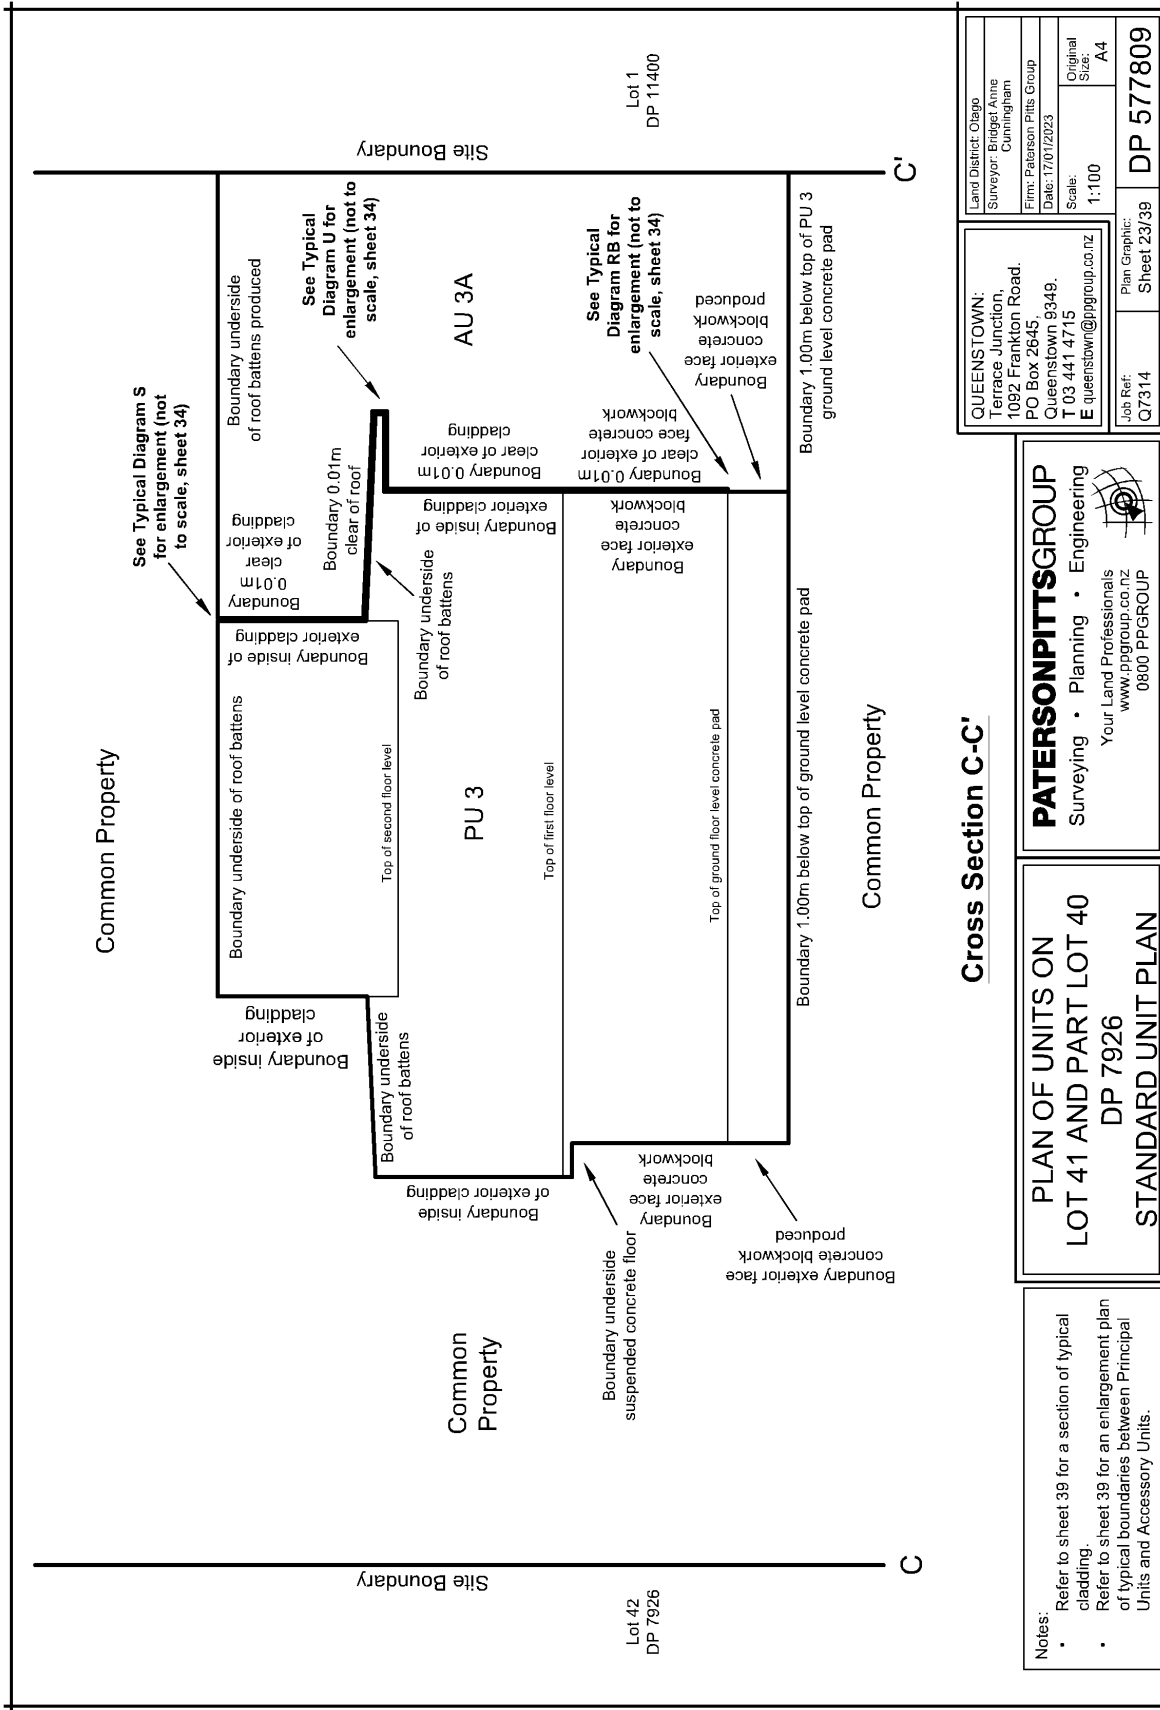 Common Property
See Typical Diagram S
for enlargement (not
to scale, sheet 34)
Boundary underside of roof battens
Boundary underside
of roof battens produced
Boundary inside
of exterior
cladding
Boundary inside of
exterior cladding
Boundary
0.01m
clear
of exterior
cladding
See Typical
Diagram U for
enlargement (not to
scale, sheet 34)
Boundary 0.01m
clear of roof
Site Boundary
Site Boundary
Boundary underside
of roof battens
Top of second floor level
Boundary underside
of roof battens
Boundary inside
of exterior cladding
Boundary inside of
exterior cladding
Boundary 0.01m
clear of exterior
cladding
AU 3A
PU 3
Common
Property
Top of first floor level
Boundary underside
suspended concrete floor
Boundary
exterior face
concrete
blockwork
Boundary
exterior face
concrete
blockwork
Boundary 0.01m
clear of exterior
face concrete
blockwork
See Typical
Diagram RB for
enlargement (not to
scale, sheet 34)
Lot 42
DP 7926
Lot 1
DP 11400
Top of ground floor level concrete pad
Boundary exterior face
concrete blockwork
produced
Boundary
exterior face
concrete
blockwork
produced
Boundary 1.00m below top of ground level concrete pad
Boundary 1.00m below top of PU 3
ground level concrete pad
Common Property
C
C'
Cross Section C-C'
Notes:
• Refer to sheet 39 for a section of typical
cladding.
• Refer to sheet 39 for an enlargement plan
of typical boundaries between Principal
Units and Accessory Units.
PLAN OF UNITS ON
LOT 41 AND PART LOT 40
DP 7926
STANDARD UNIT PLAN
PATERSONPITTSGROUP
Surveying • Planning • Engineering
Your Land Professionals
www.ppgroup.co.nz
0800 PPGROUP
QUEENSTOWN:
Terrace Junction,
1092 Frankton Road.
PO Box 2645,
Queenstown 9349.
T 03 441 4715
E queenstown@ppgroup.co.nz
Land District: Otago
Surveyor: Bridget Anne
Cunningham
Firm: Paterson Pitts Group
Date: 17/01/2023
Scale:
1:100
Original
Size:
A4
Job Ref:
Q7314
Plan Graphic:
Sheet 23/39
DP 577809